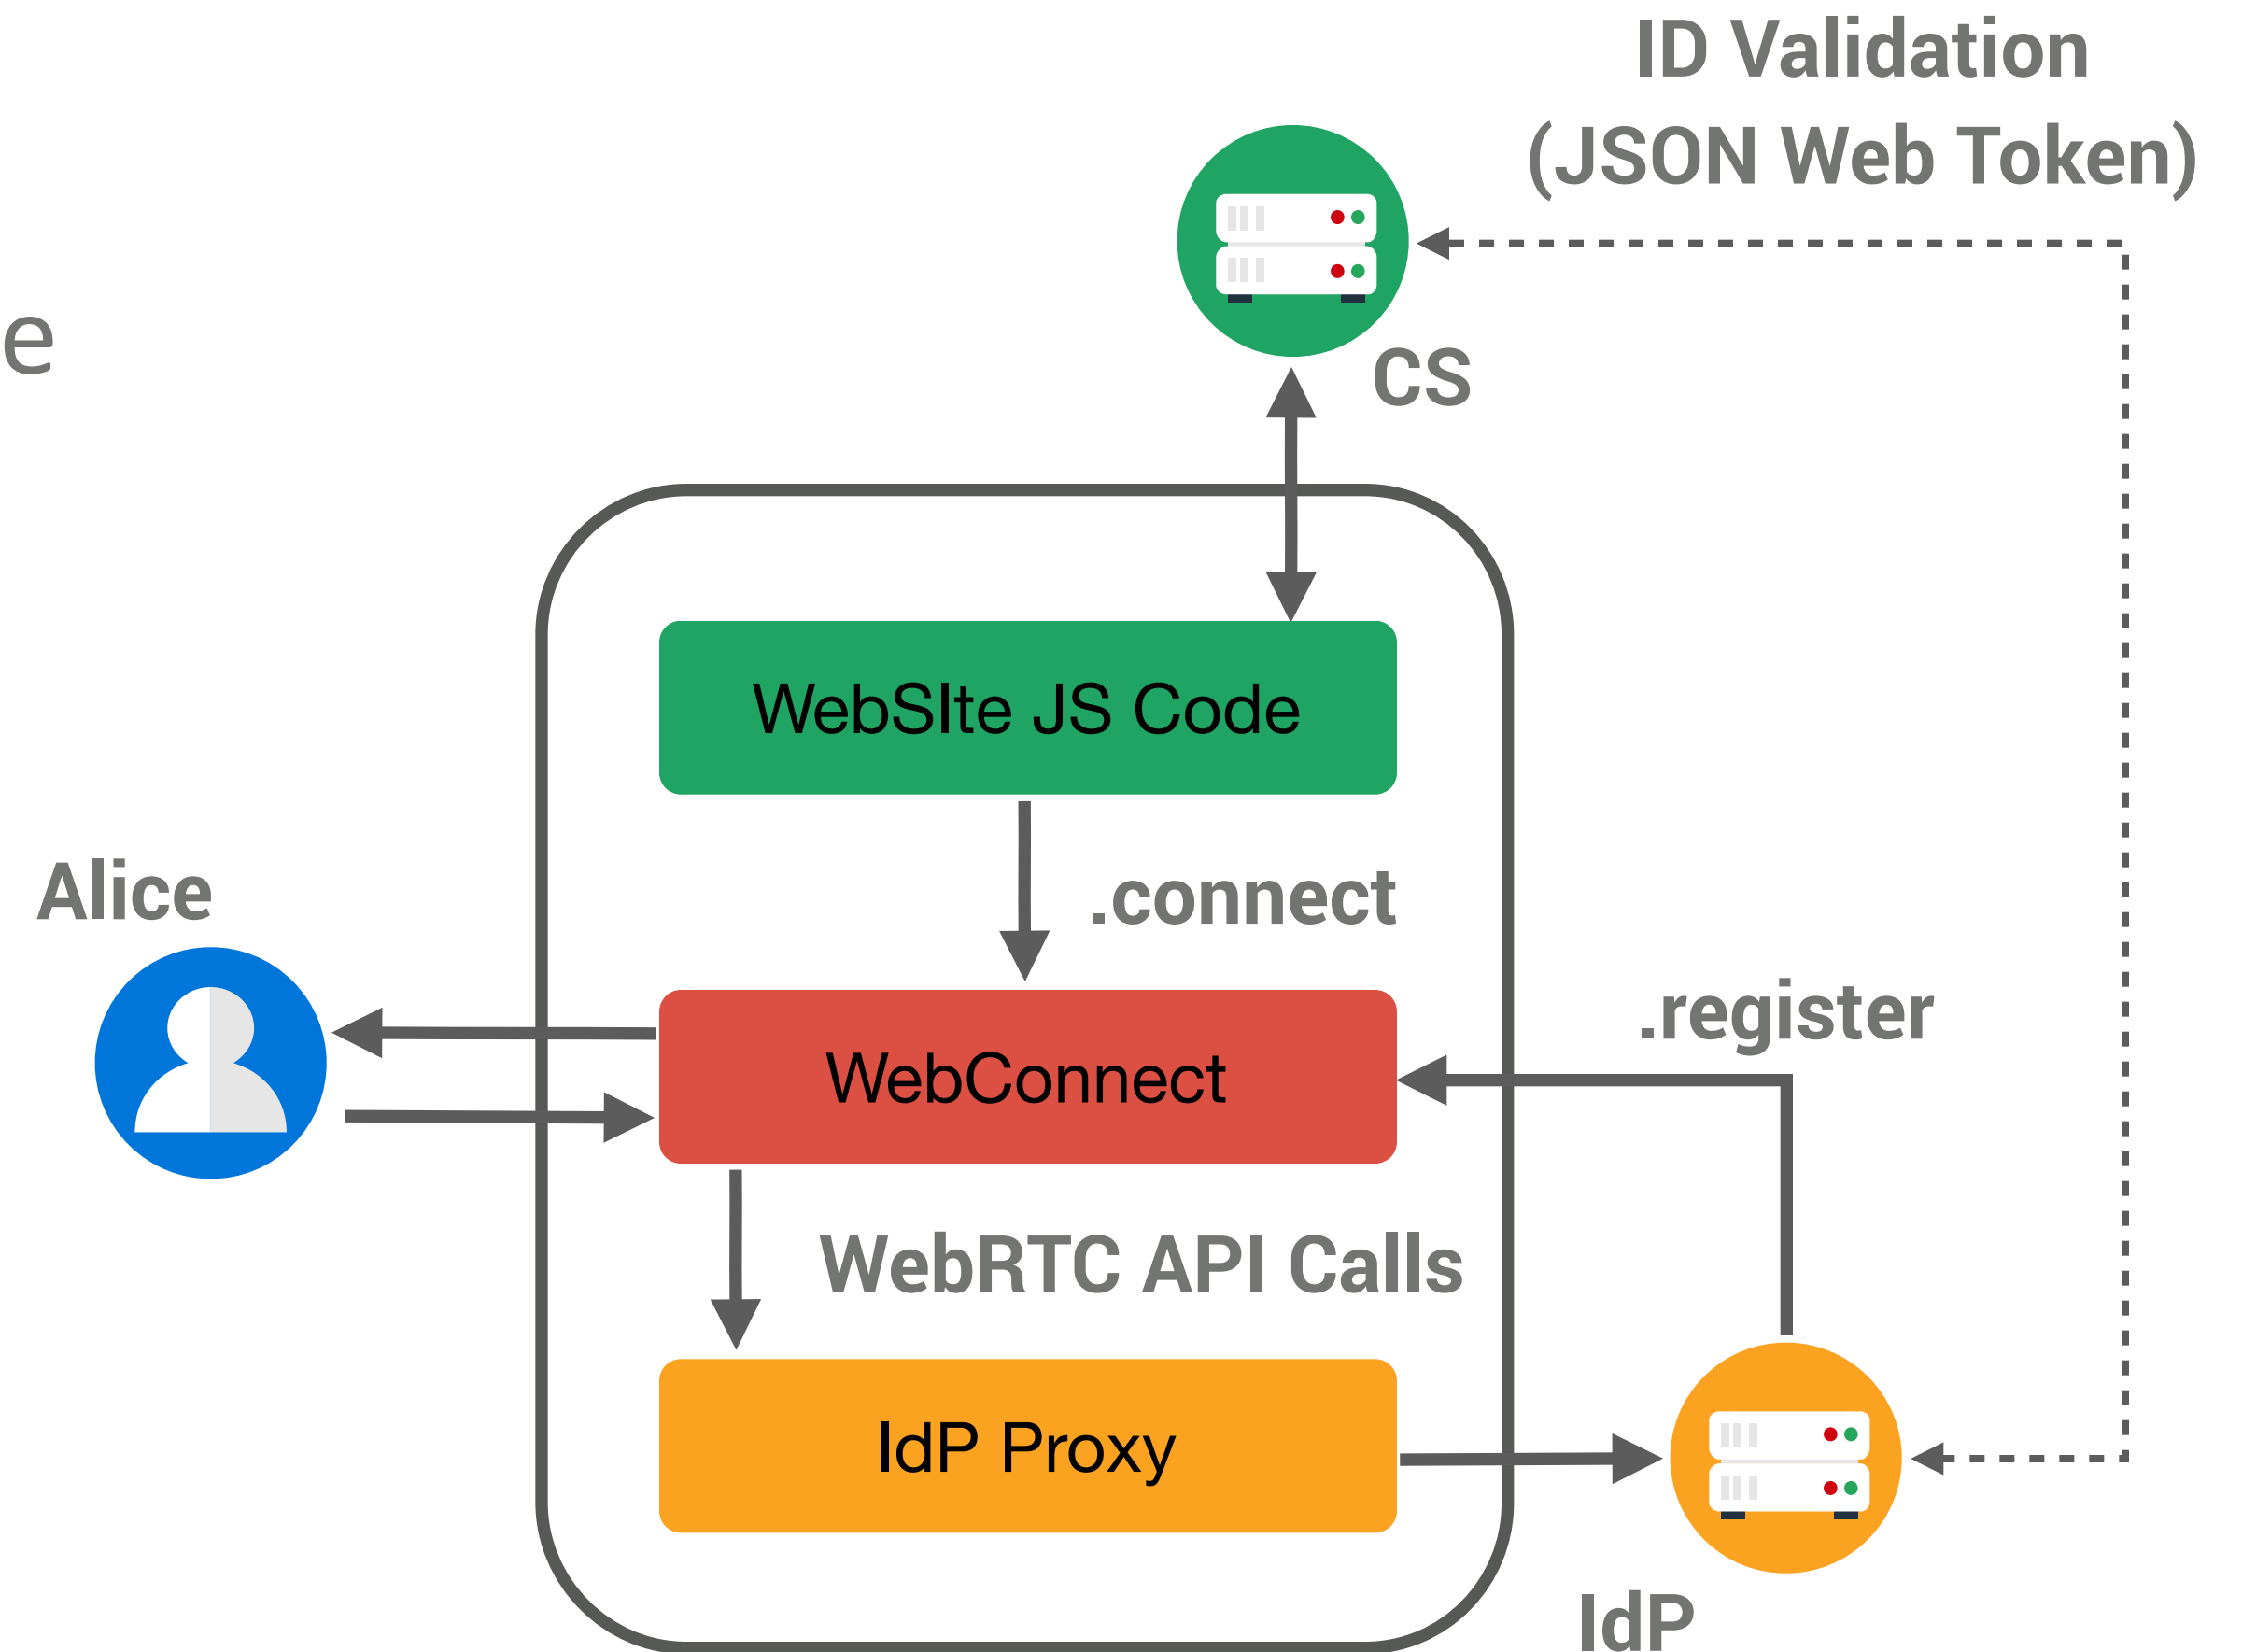 ID Validation
(JSON Web Token)
e
CS
WebSIte JS Code
.connect
Alice
.register
WebConnect
WebRTC API Calls
IdP Proxy
IdP